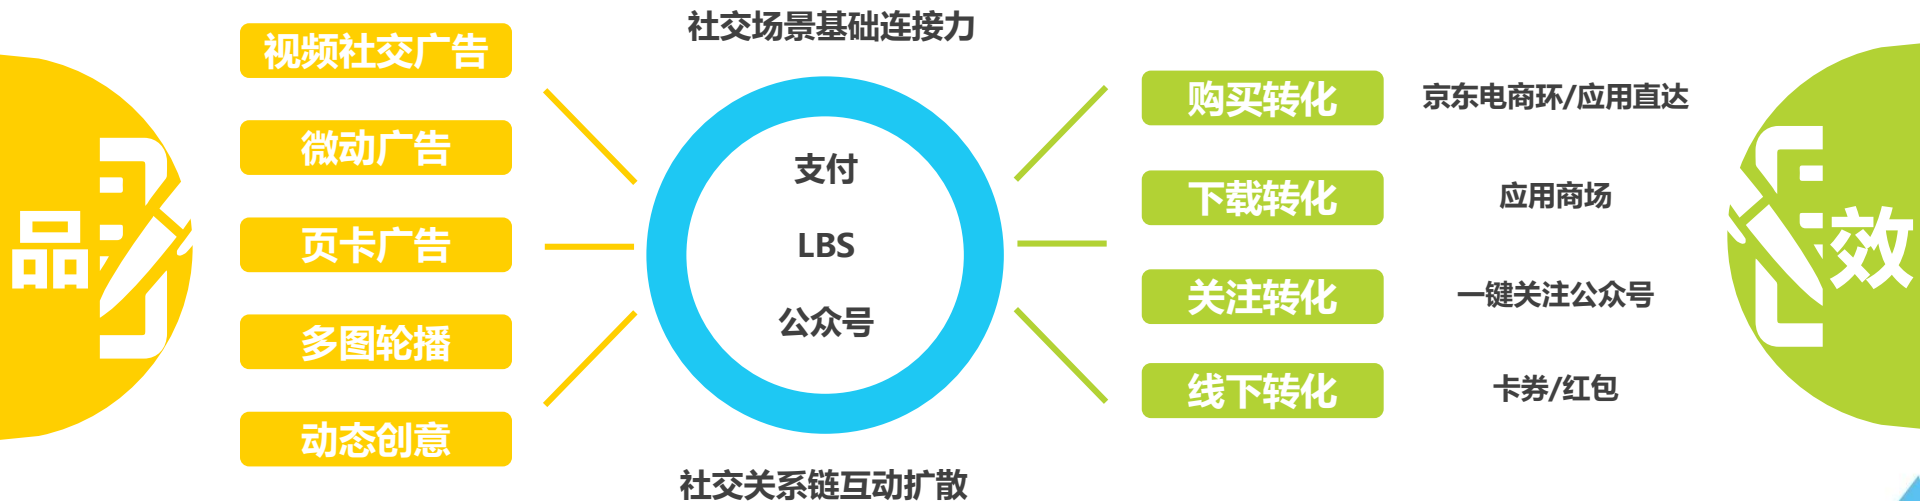 品
视频社交广告
微动广告
页卡广告
多图轮播
动态创意
社交场景基础连接力
支付
LBS
公众号
社交关系链互动扩散
购买转化 京东电商环/应用直达
下载转化 应用商场
关注转化 一键关注公众号
线下转化 卡券/红包
效